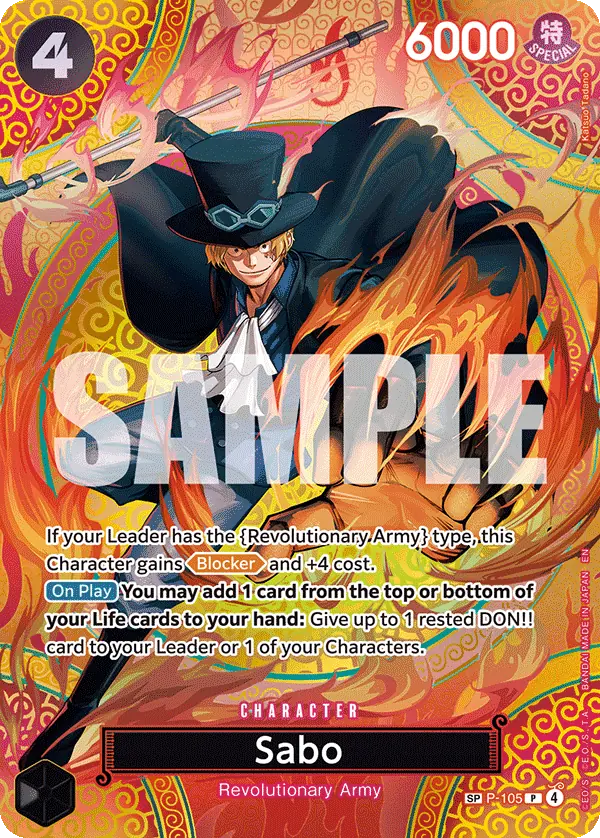 4
6000
特
SPECIAL
Katsuo Tadano
SAMPLE
If your Leader has the {Revolutionary Army} type, this
Character gains Blocker and +4 cost.
On Play You may add 1 card from the top or bottom of
your Life cards to your hand: Give up to 1 rested DON!!
card to your Leader or 1 of your Characters.
CHARACTER
Sabo
Revolutionary Army
SP P-105 P 4
©E.O./S., ©E.O./S.,T.A. BANDAI MADE IN JAPAN EN